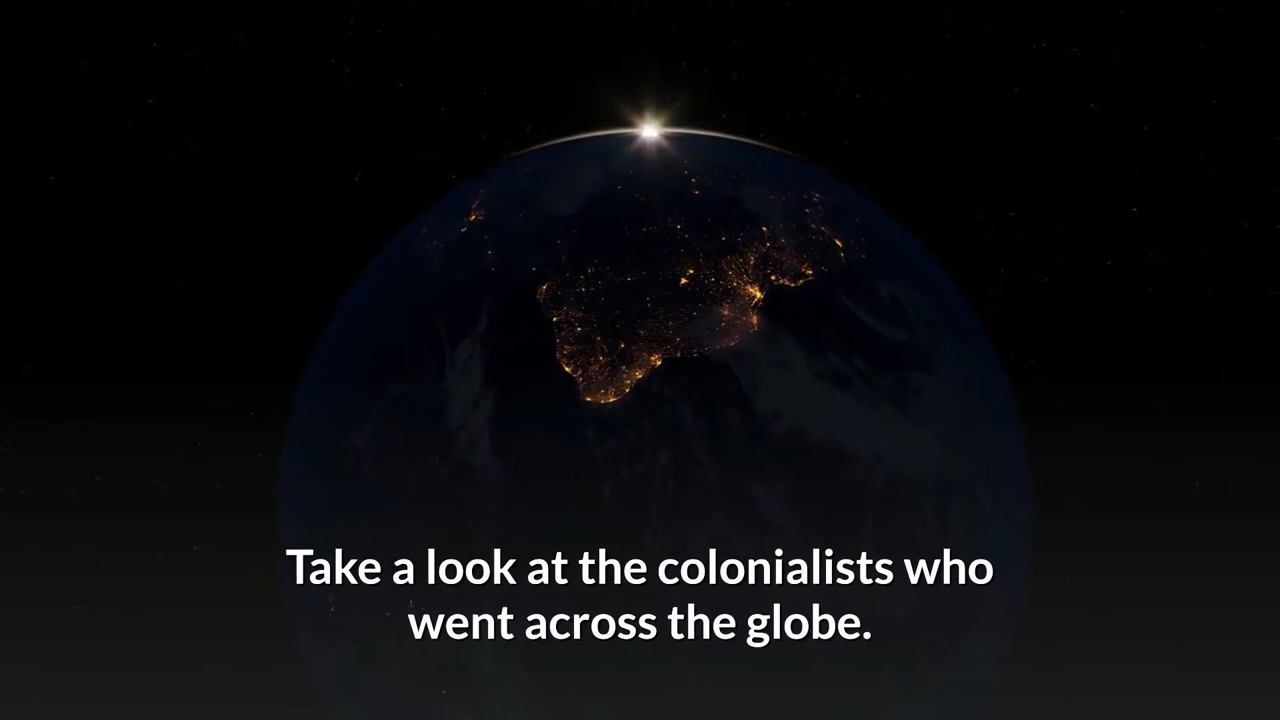 Take a look at the colonialists who
went across the globe.